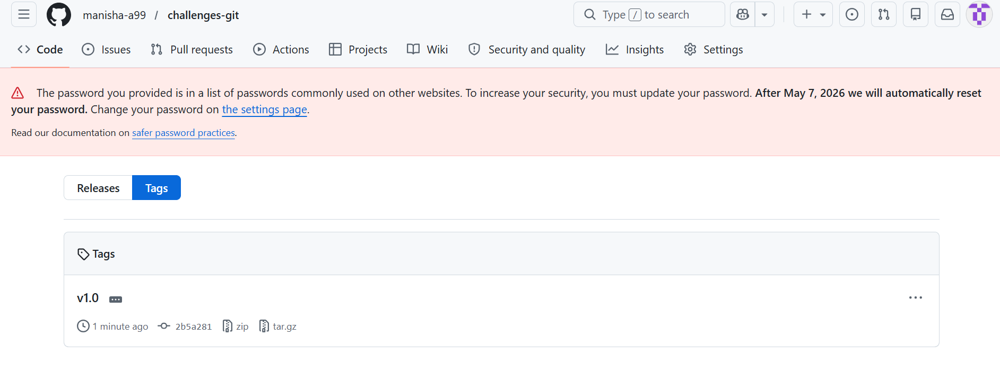 manisha-a99 / challenges-git
Type / to search
Code Issues Pull requests Actions Projects Wiki Security and quality Insights Settings
The password you provided is in a list of passwords commonly used on other websites. To increase your security, you must update your password. After May 7, 2026 we will automatically reset
your password. Change your password on the settings page.
Read our documentation on safer password practices.
Releases Tags
Tags
v1.0
1 minute ago 2b5a281 zip tar.gz